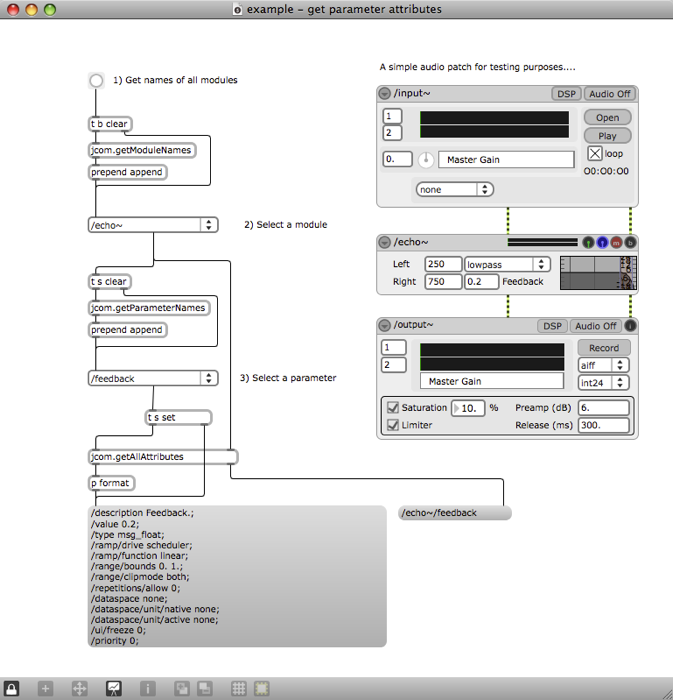 example – get parameter attributes
1) Get names of all modules
t b clear
jcom.getModuleNames
prepend append
/echo~
2) Select a module
t s clear
jcom.getParameterNames
prepend append
/feedback
3) Select a parameter
t s set
jcom.getAllAttributes
p format
/description Feedback.;
/value 0.2;
/type msg_float;
/ramp/drive scheduler;
/ramp/function linear;
/range/bounds 0. 1.;
/range/clipmode both;
/repetitions/allow 0;
/dataspace none;
/dataspace/unit/native none;
/dataspace/unit/active none;
/ui/freeze 0;
/priority 0;
/echo~/feedback
A simple audio patch for testing purposes....
/input~ DSP Audio Off
1 Open
2 Play
loop
0. Master Gain
00:00:00
none
/echo~
Left 250 lowpass
Right 750 0.2 Feedback
/output~ DSP Audio Off i
1 Record
2 aiff
Master Gain int24
Saturation 10. % Preamp (dB) 6.
Limiter Release (ms) 300.